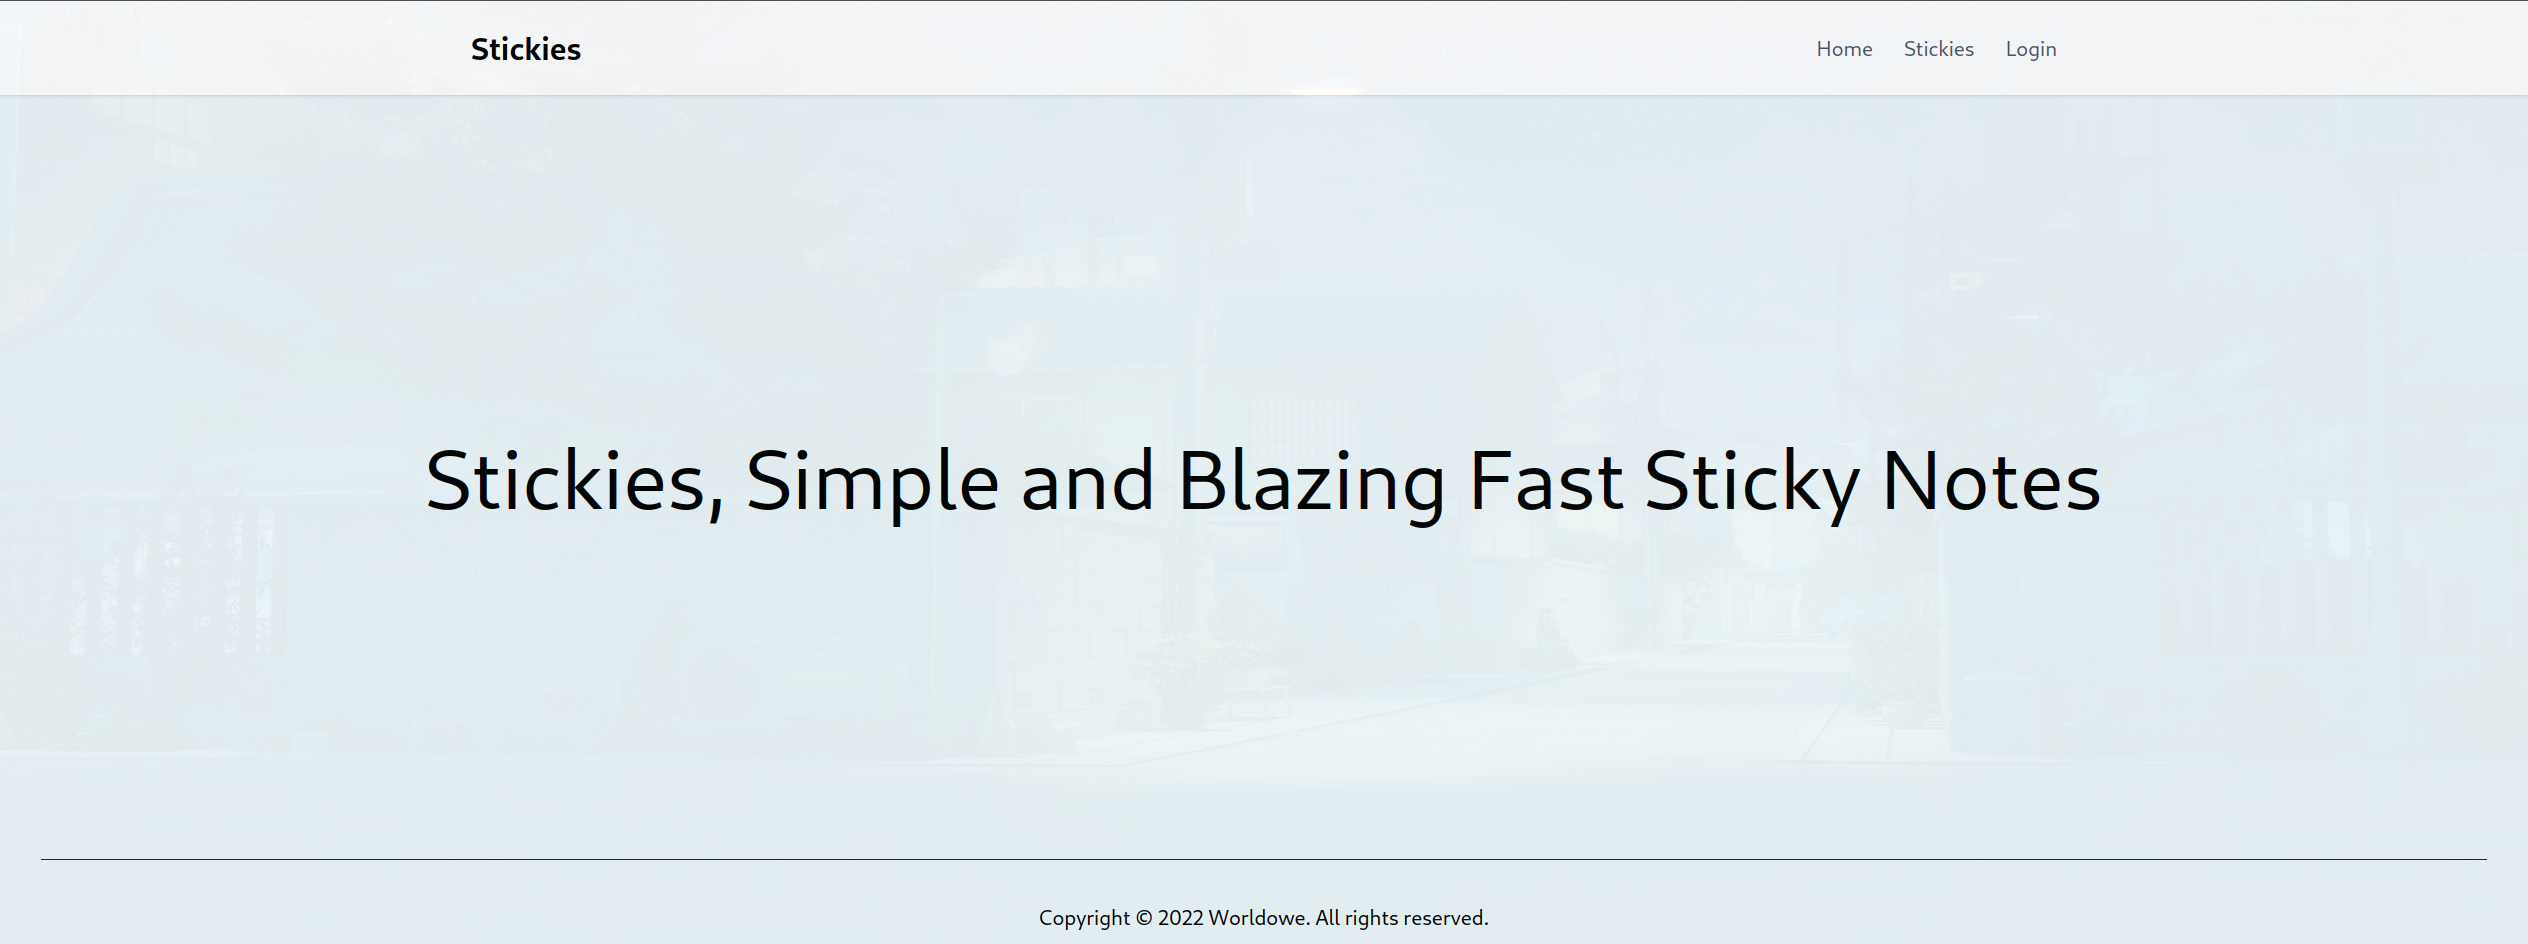 Stickies
Home Stickies Login
Stickies, Simple and Blazing Fast Sticky Notes
Copyright © 2022 Worldowe. All rights reserved.